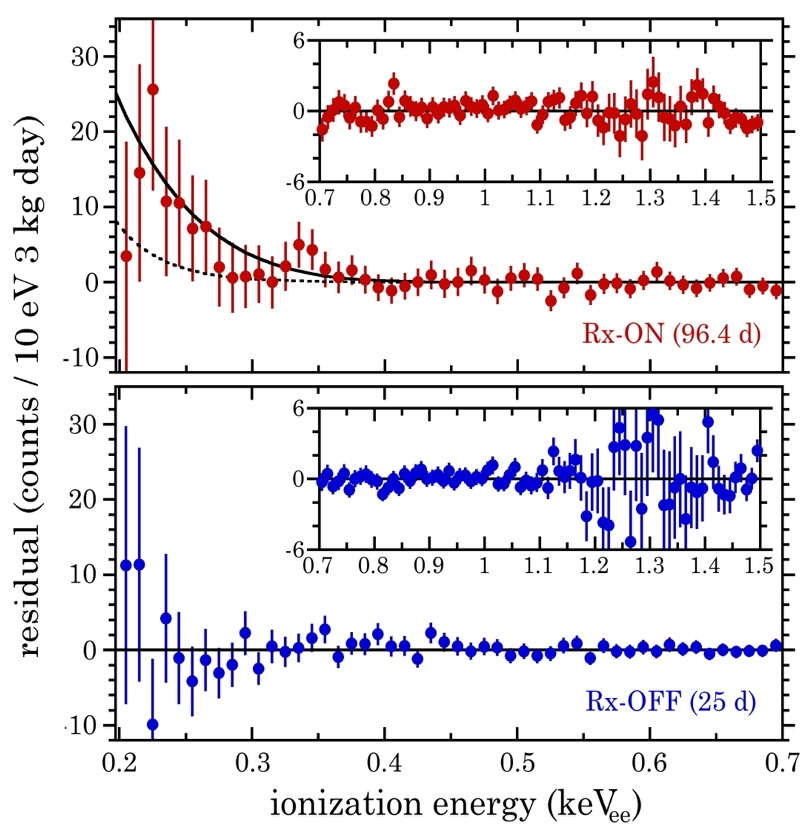 residual (counts / 10 eV 3 kg day)
30
20
10
0
-10
6
0
-6
0.7 0.8 0.9 1 1.1 1.2 1.3 1.4 1.5
Rx-ON (96.4 d)
30
20
10
0
-10
6
0
-6
0.7 0.8 0.9 1 1.1 1.2 1.3 1.4 1.5
Rx-OFF (25 d)
0.2 0.3 0.4 0.5 0.6 0.7
ionization energy (keVee)